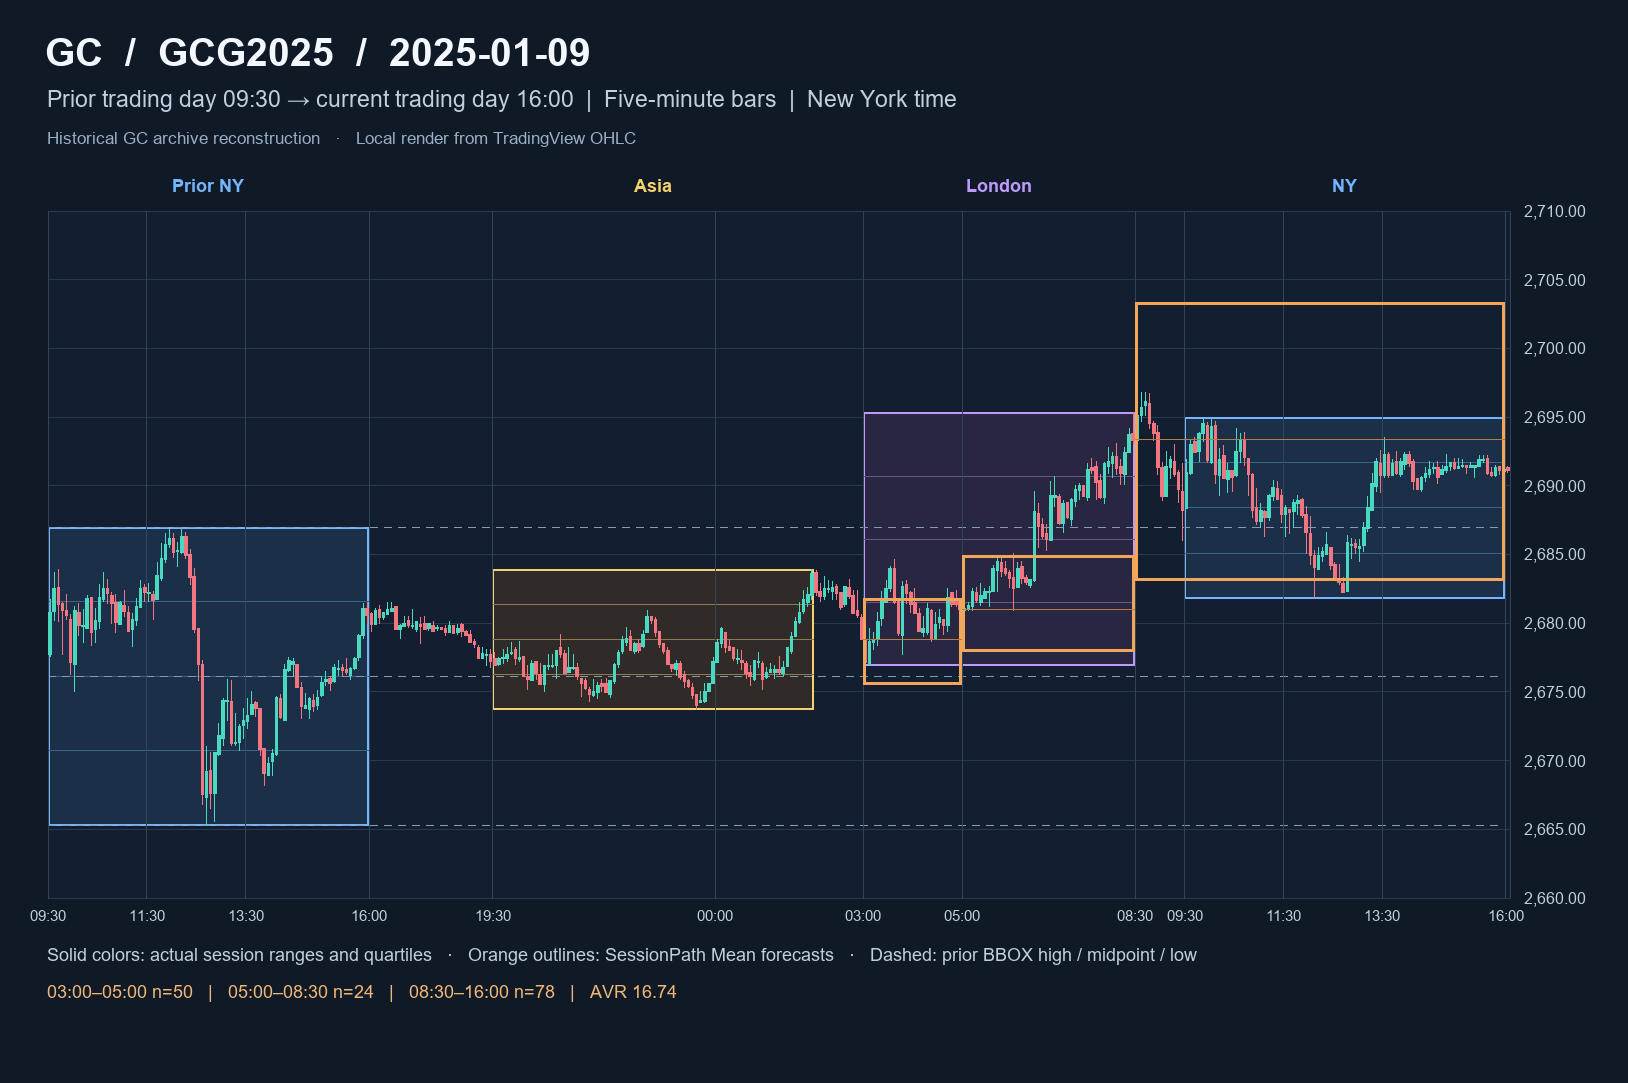 GC / GCG2025 / 2025-01-09
Prior trading day 09:30 → current trading day 16:00 | Five-minute bars | New York time
Historical GC archive reconstruction · Local render from TradingView OHLC
Prior NY Asia London NY
2,710.00
2,705.00
2,700.00
2,695.00
2,690.00
2,685.00
2,680.00
2,675.00
2,670.00
2,665.00
2,660.00
09:30 11:30 13:30 16:00 19:30 00:00 03:00 05:00 08:30 09:30 11:30 13:30 16:00
Solid colors: actual session ranges and quartiles · Orange outlines: SessionPath Mean forecasts · Dashed: prior BBOX high / midpoint / low
03:00–05:00 n=50 | 05:00–08:30 n=24 | 08:30–16:00 n=78 | AVR 16.74